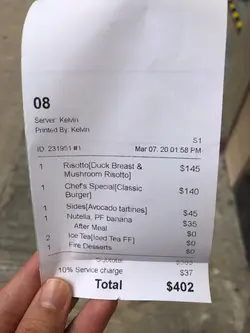 08
Server: Kelvin
Printed By: Kelvin
S1
ID: 231951 #1 Mar 07, 20 01:58 PM
1 Risotto[Duck Breast & $145
Mushroom Risotto]
1 Chef's Special[Classic $140
Burger]
1 Sides[Avocado tartines] $45
1 Nutella, PF banana $35
After Meal $0
2 Ice Tea[Iced Tea FF] $0
1 Fire Desserts $0
Subtotal
10% Service charge $37
Total $402